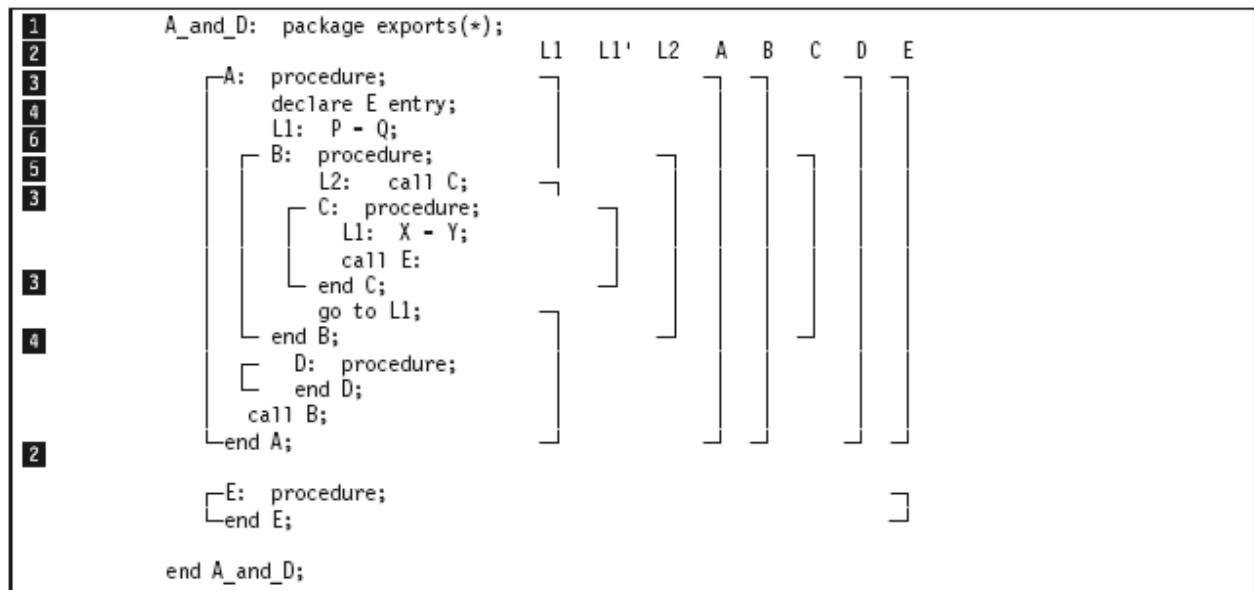 1 A_and_D: package exports(*);
2 L1 L1' L2 A B C D E
3 A: procedure;
4 declare E entry;
6 L1: P - Q;
5 B: procedure;
3 L2: call C;
C: procedure;
L1: X - Y;
call E:
3 end C;
go to L1;
4 end B;
D: procedure;
end D;
call B;
end A;
2
E: procedure;
end E;
end A_and_D;